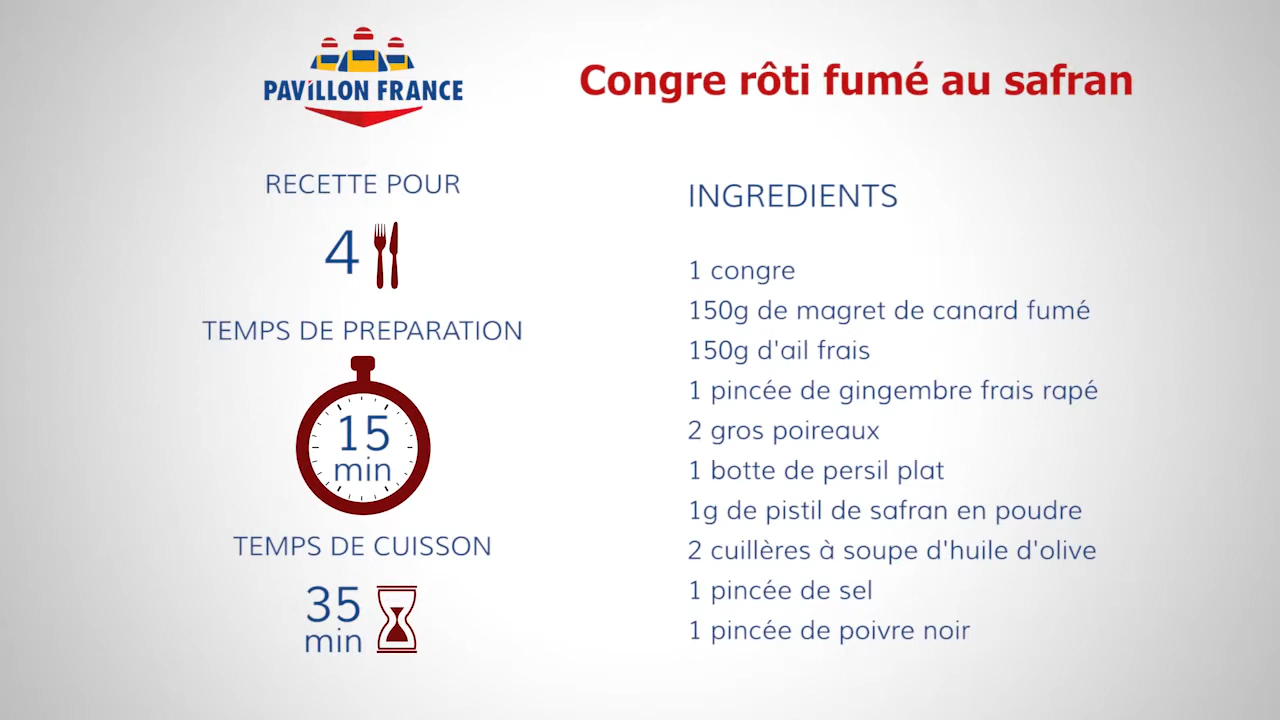 PAVILLON FRANCE
Congre rôti fumé au safran
RECETTE POUR
4
TEMPS DE PREPARATION
15
min
TEMPS DE CUISSON
35
min
INGREDIENTS
1 congre
150g de magret de canard fumé
150g d'ail frais
1 pincée de gingembre frais rapé
2 gros poireaux
1 botte de persil plat
1g de pistil de safran en poudre
2 cuillères à soupe d'huile d'olive
1 pincée de sel
1 pincée de poivre noir